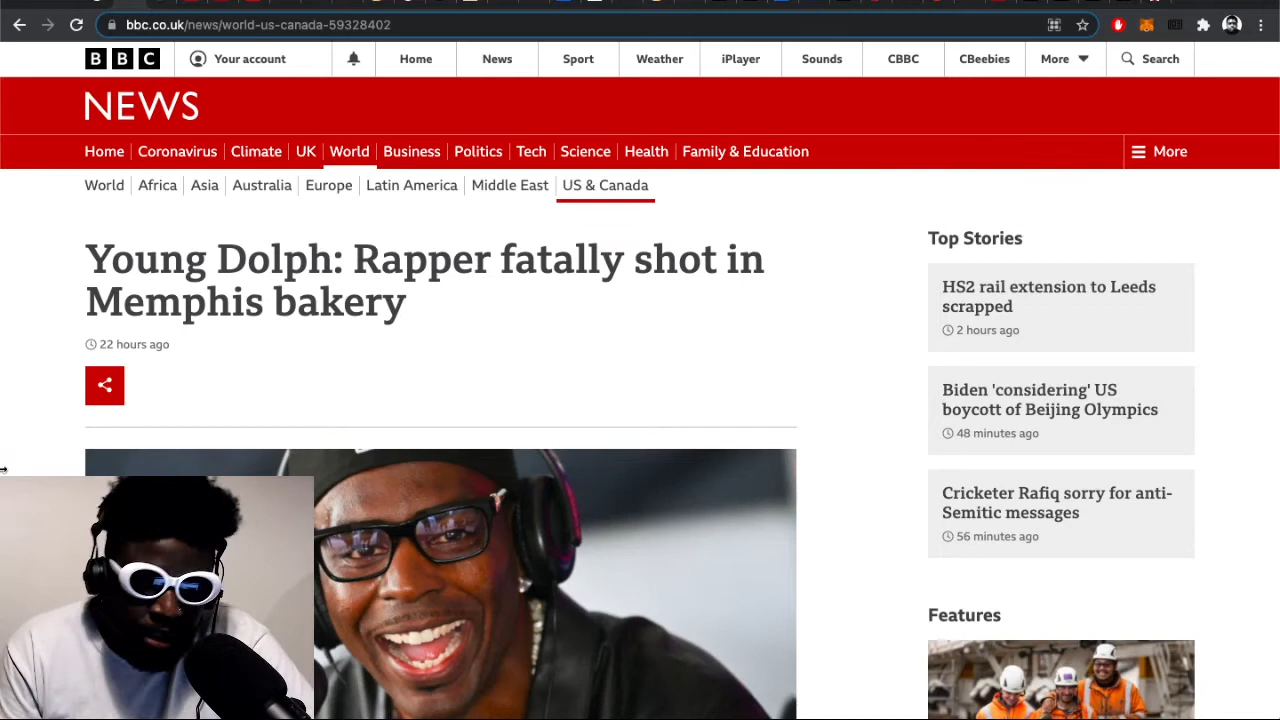 bbc.co.uk/news/world-us-canada-59328402
BBC
Your account
Home
News
Sport
Weather
iPlayer
Sounds
CBBC
CBeebies
More
Search
NEWS
Home
Coronavirus
Climate
UK
World
Business
Politics
Tech
Science
Health
Family & Education
More
World
Africa
Asia
Australia
Europe
Latin America
Middle East
US & Canada
Young Dolph: Rapper fatally shot in
Memphis bakery
22 hours ago
Top Stories
HS2 rail extension to Leeds
scrapped
2 hours ago
Biden 'considering' US
boycott of Beijing Olympics
48 minutes ago
Cricketer Rafiq sorry for anti-
Semitic messages
56 minutes ago
Features